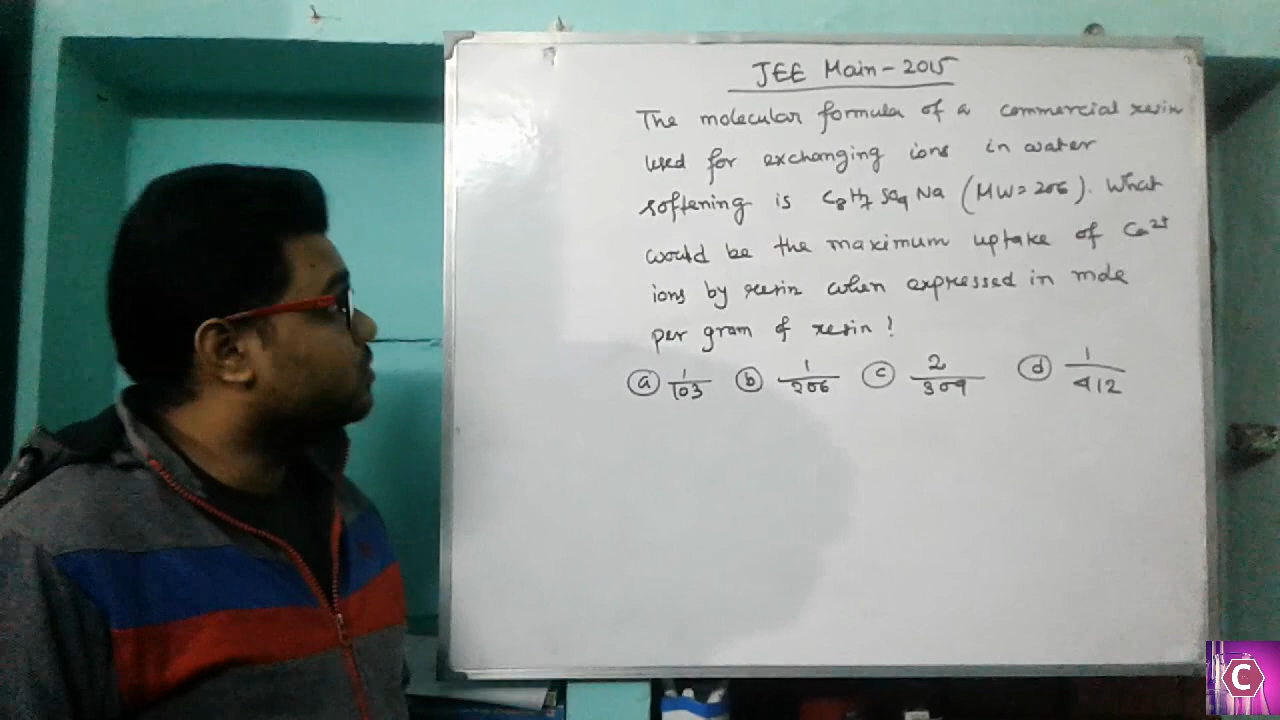 JEE Main - 2015
The molecular formula of a commercial resin
used for exchanging ions in water
softening is C₈H₇SO₄Na (MW = 206). What
would be the maximum uptake of Ca²⁺
ions by resin when expressed in mole
per gram of resin?
ⓐ 1/103 ⓑ 1/206 ⓒ 2/309 ⓓ 1/412
C